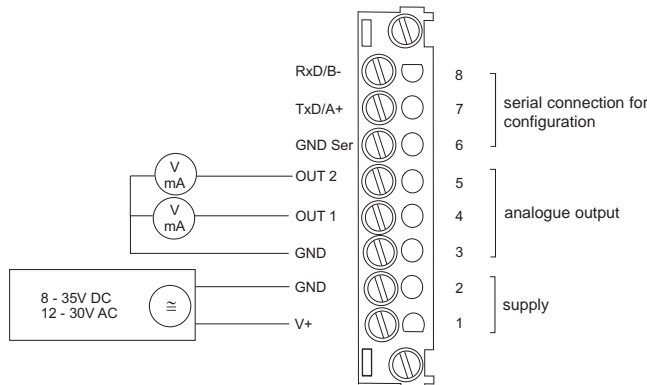 RxD/B-
8
TxD/A+
7
serial connection for
configuration
GND Ser
6
V
mA
OUT 2
5
V
mA
OUT 1
4
analogue output
GND
3
GND
2
8 - 35V DC
12 - 30V AC
≅
supply
V+
1